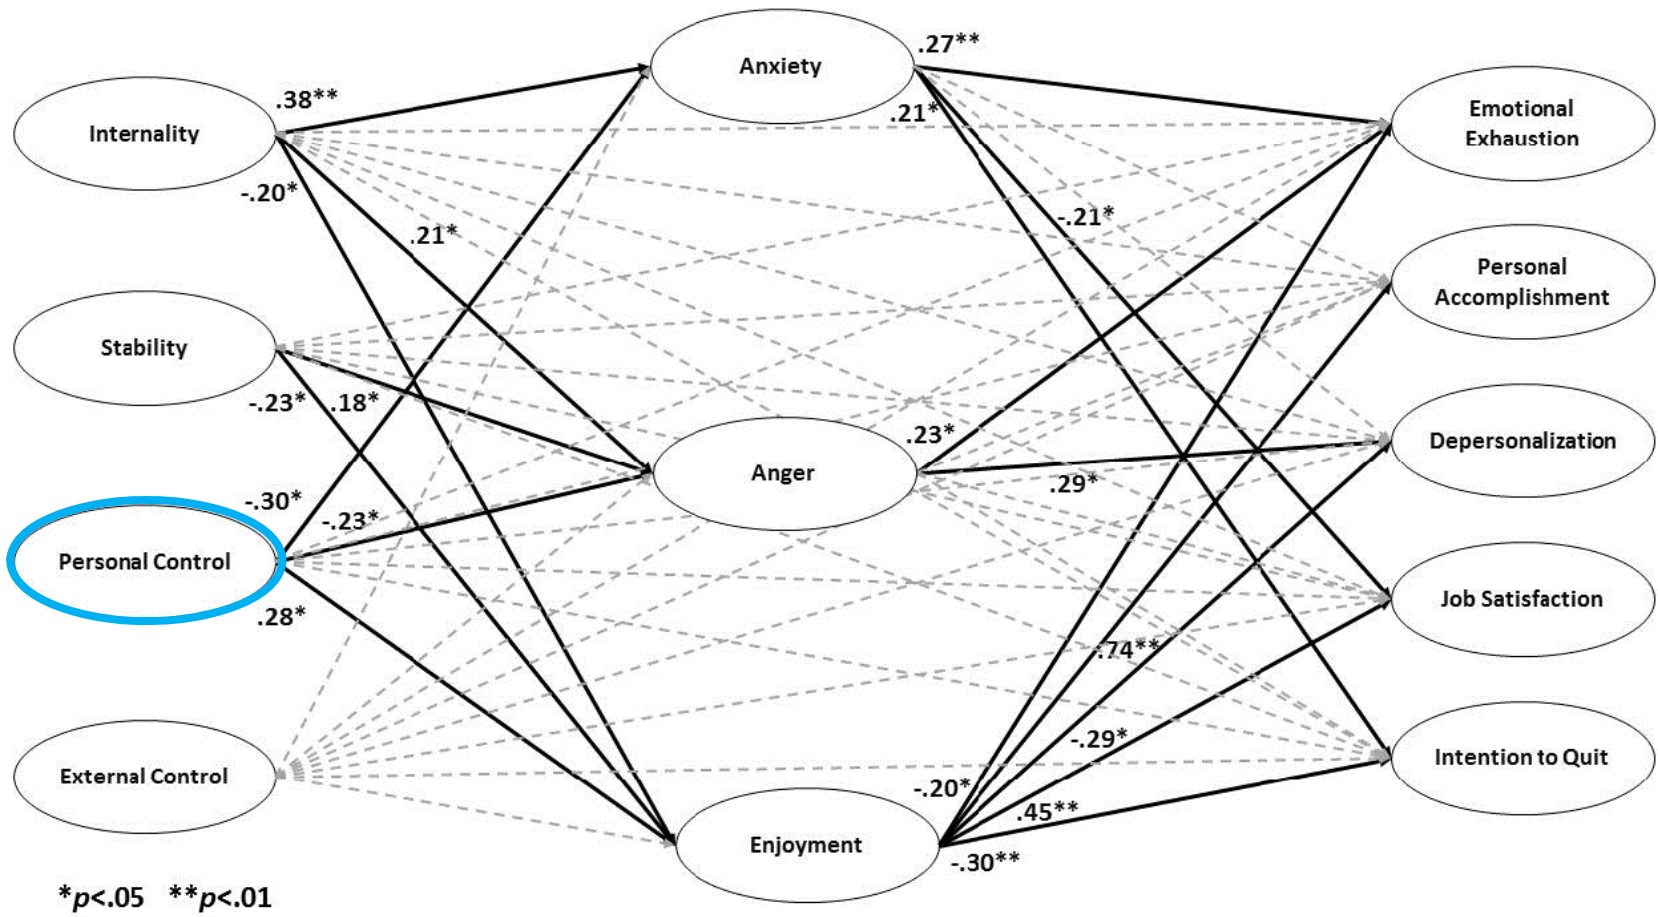 Anxiety
.27**
.38**
Internality
.21*
Emotional
Exhaustion
-.20*
.21*
-.21*
Personal
Accomplishment
Stability
-.23*
.18*
.23*
Depersonalization
Anger
.29*
-.30*
-.23*
Personal Control
.28*
Job Satisfaction
.74**
-.29*
External Control
Intention to Quit
-.20*
.45**
Enjoyment
-.30**
*p<.05 **p<.01